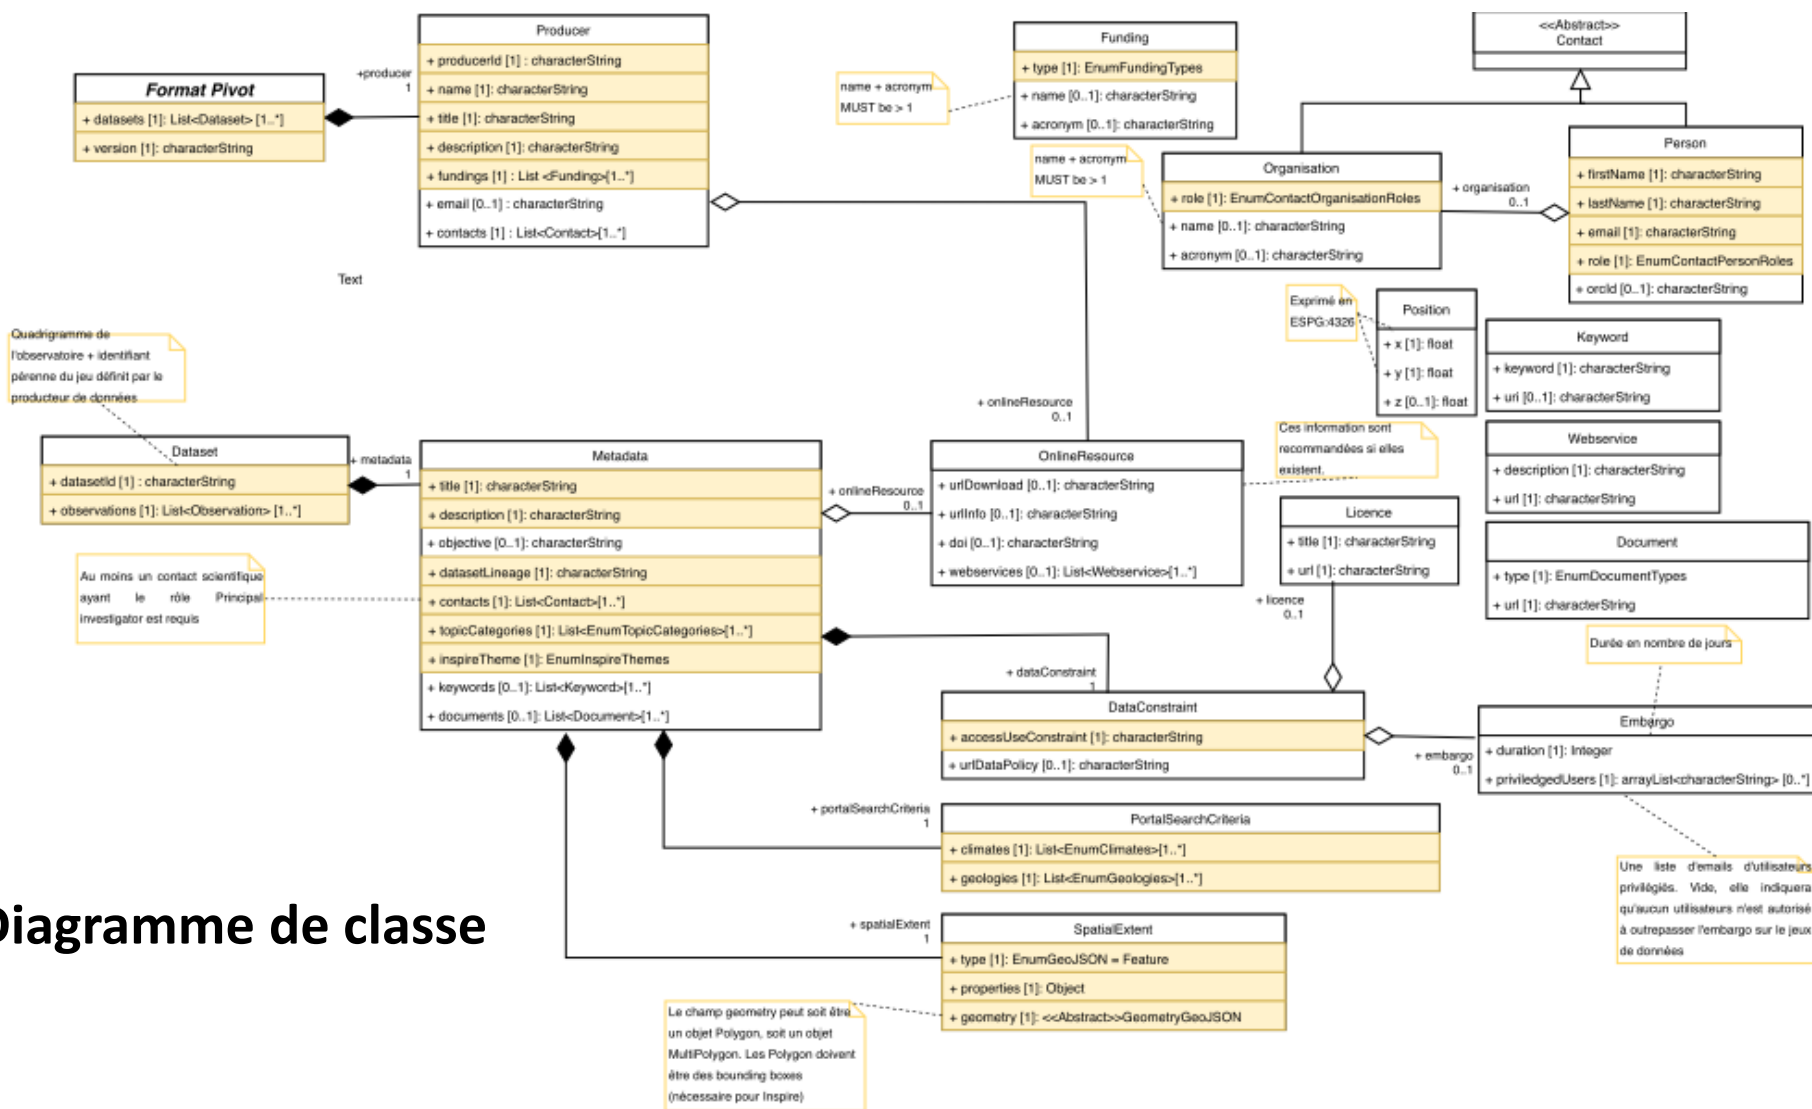 Format Pivot
+ datasets [1]: List<Dataset> [1..*]
+ version [1]: characterString
+producer
1
Producer
+ producerId [1] : characterString
+ name [1]: characterString
+ title [1]: characterString
+ description [1]: characterString
+ fundings [1] : List <Funding>[1..*]
+ email [0..1] : characterString
+ contacts [1] : List<Contact>[1..*]
name + acronym
MUST be > 1
Funding
+ type [1]: EnumFundingTypes
+ name [0..1]: characterString
+ acronym [0..1]: characterString
<<Abstract>>
Contact
name + acronym
MUST be > 1
Organisation
+ role [1]: EnumContactOrganisationRoles
+ name [0..1]: characterString
+ acronym [0..1]: characterString
+ organisation
0..1
Person
+ firstName [1]: characterString
+ lastName [1]: characterString
+ email [1]: characterString
+ role [1]: EnumContactPersonRoles
+ orcId [0..1]: characterString
Text
Exprimé en
ESPG:4326
Position
+ x [1]: float
+ y [1]: float
+ z [0..1]: float
Keyword
+ keyword [1]: characterString
+ uri [0..1]: characterString
Quadrigramme de
l'observatoire + identifiant
pérenne du jeu définit par le
producteur de données
Dataset
+ datasetId [1] : characterString
+ observations [1]: List<Observation> [1..*]
+ metadata
1
Metadata
+ title [1]: characterString
+ description [1]: characterString
+ objective [0..1]: characterString
+ datasetLineage [1]: characterString
+ contacts [1]: List<Contact>[1..*]
+ topicCategories [1]: List<EnumTopicCategories>[1..*]
+ inspireTheme [1]: EnumInspireThemes
+ keywords [0..1]: List<Keyword>[1..*]
+ documents [0..1]: List<Document>[1..*]
+ onlineResource
0..1
+ onlineResource
0..1
OnlineResource
+ urlDownload [0..1]: characterString
+ urlInfo [0..1]: characterString
+ doi [0..1]: characterString
+ webservices [0..1]: List<Webservice>[1..*]
Ces information sont
recommandées si elles
existent.
Webservice
+ description [1]: characterString
+ url [1]: characterString
Licence
+ title [1]: characterString
+ url [1]: characterString
Document
+ type [1]: EnumDocumentTypes
+ url [1]: characterString
Au moins un contact scientifique
ayant le rôle Principal
investigator est requis
+ licence
0..1
Durée en nombre de jours
+ dataConstraint
1
DataConstraint
+ accessUseConstraint [1]: characterString
+ urlDataPolicy [0..1]: characterString
+ embargo
0..1
Embargo
+ duration [1]: Integer
+ priviledgedUsers [1]: arrayList<characterString> [0..*]
+ portalSearchCriteria
1
PortalSearchCriteria
+ climates [1]: List<EnumClimates>[1..*]
+ geologies [1]: List<EnumGeologies>[1..*]
Une liste d'emails d'utilisateurs
privilégiés. Vide, elle indiquera
qu'aucun utilisateurs n'est autorisé
à outrepasser l'embargo sur le jeux
de données
Diagramme de classe
+ spatialExtent
1
SpatialExtent
+ type [1]: EnumGeoJSON = Feature
+ properties [1]: Object
+ geometry [1]: <<Abstract>>GeometryGeoJSON
Le champ geometry peut soit être
un objet Polygon, soit un objet
MultiPolygon. Les Polygon doivent
être des bounding boxes
(nécessaire pour Inspire)